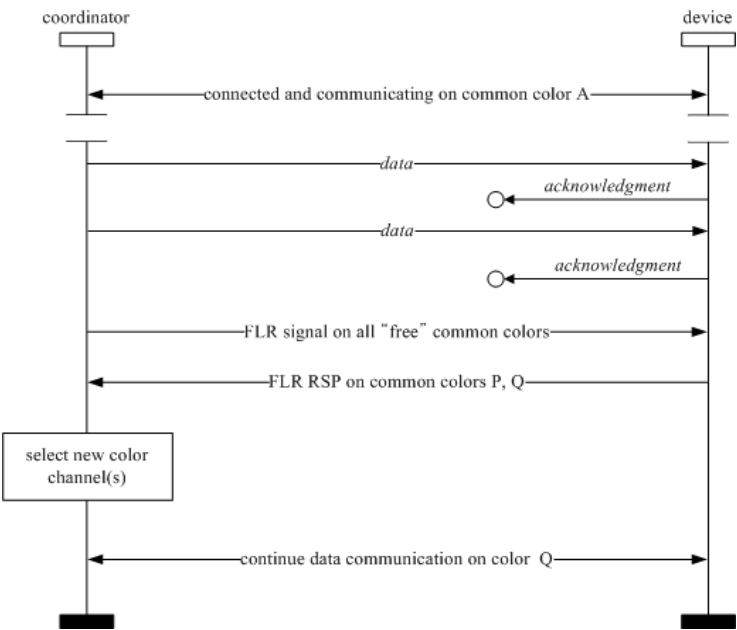 coordinator
device
connected and communicating on common color A
data
acknowledgment
data
acknowledgment
FLR signal on all “free” common colors
FLR RSP on common colors P, Q
select new color
channel(s)
continue data communication on color Q